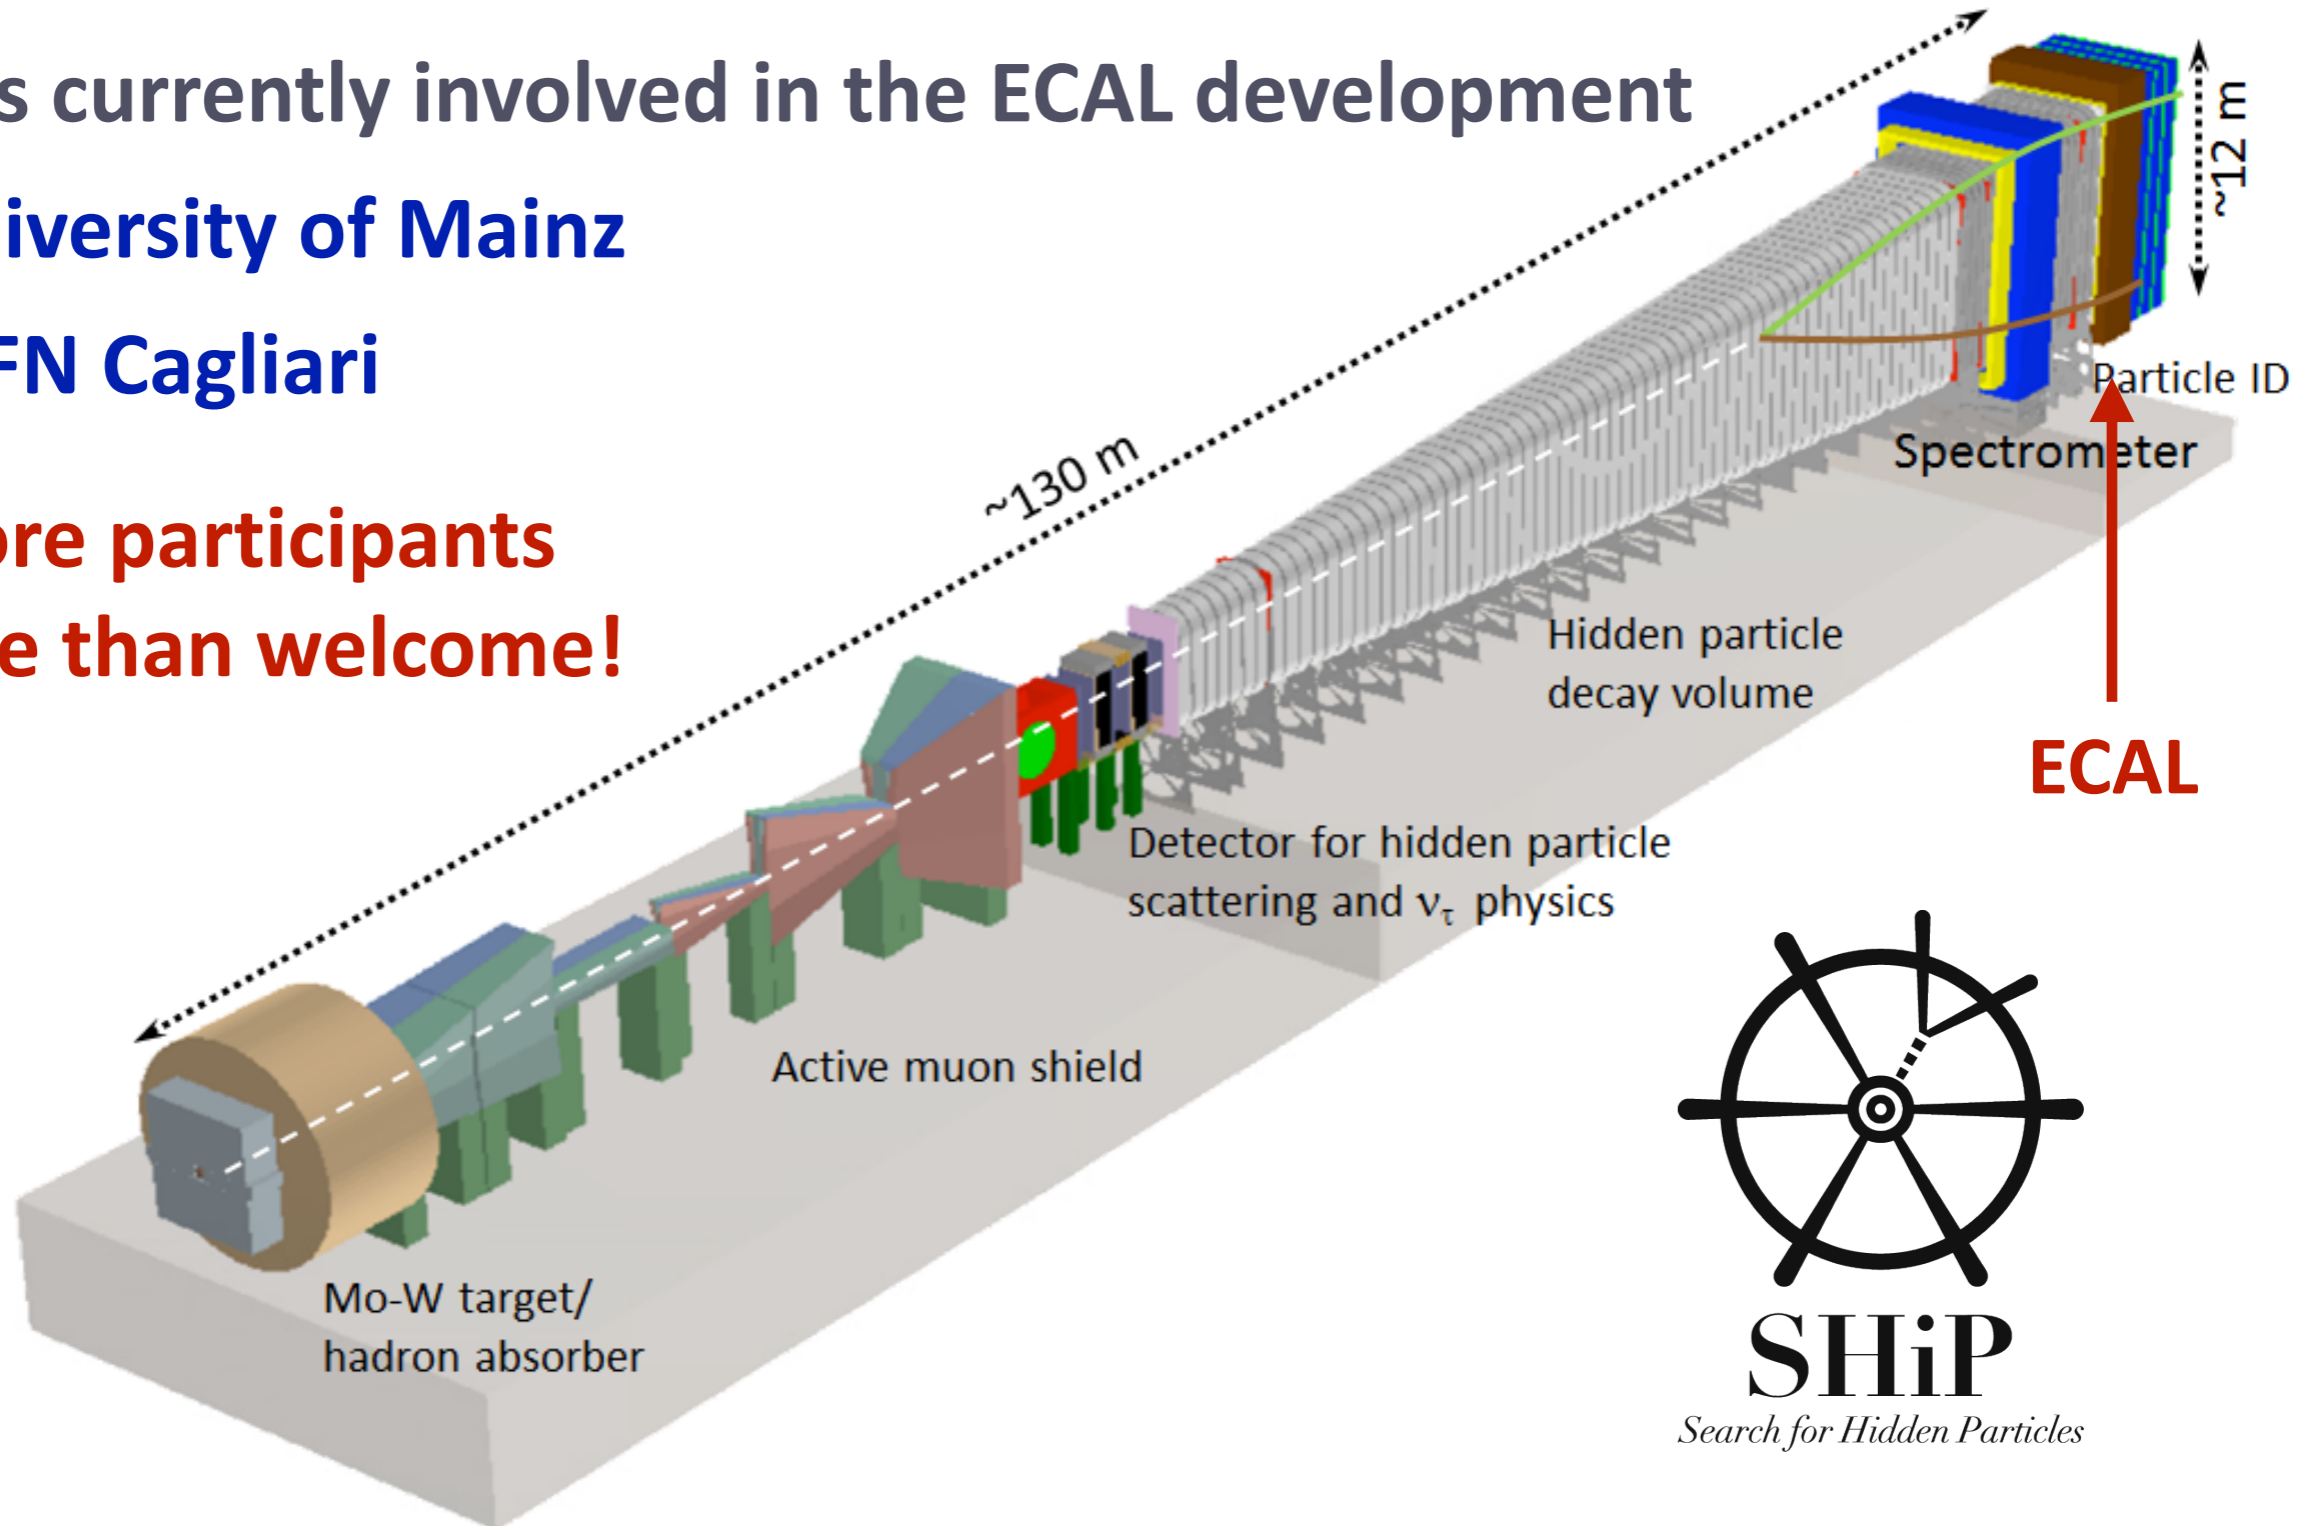 s currently involved in the ECAL development
iversity of Mainz
FN Cagliari
ore participants
e than welcome!
~130 m
~12 m
Particle ID
Spectrometer
ECAL
Hidden particle
decay volume
Detector for hidden particle
scattering and ντ physics
Active muon shield
Mo-W target/
hadron absorber
SHiP
Search for Hidden Particles